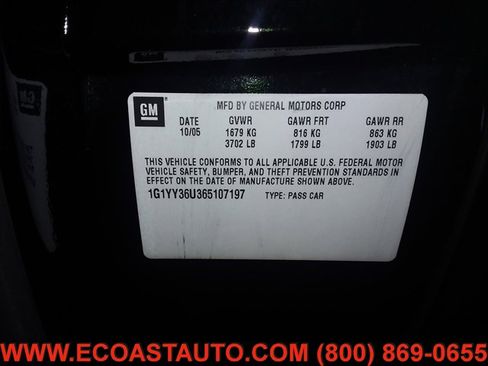 GM
MFD BY GENERAL MOTORS CORP
DATE GVWR GAWR FRT GAWR RR
10/05 1679 KG 816 KG 863 KG
3702 LB 1799 LB 1903 LB
THIS VEHICLE CONFORMS TO ALL APPLICABLE U.S. FEDERAL MOTOR
VEHICLE SAFETY, BUMPER, AND THEFT PREVENTION STANDARDS IN
EFFECT ON THE DATE OF MANUFACTURE SHOWN ABOVE.
1G1YY36U365107197 TYPE: PASS CAR
WWW.ECOASTAUTO.COM (800) 869-0655